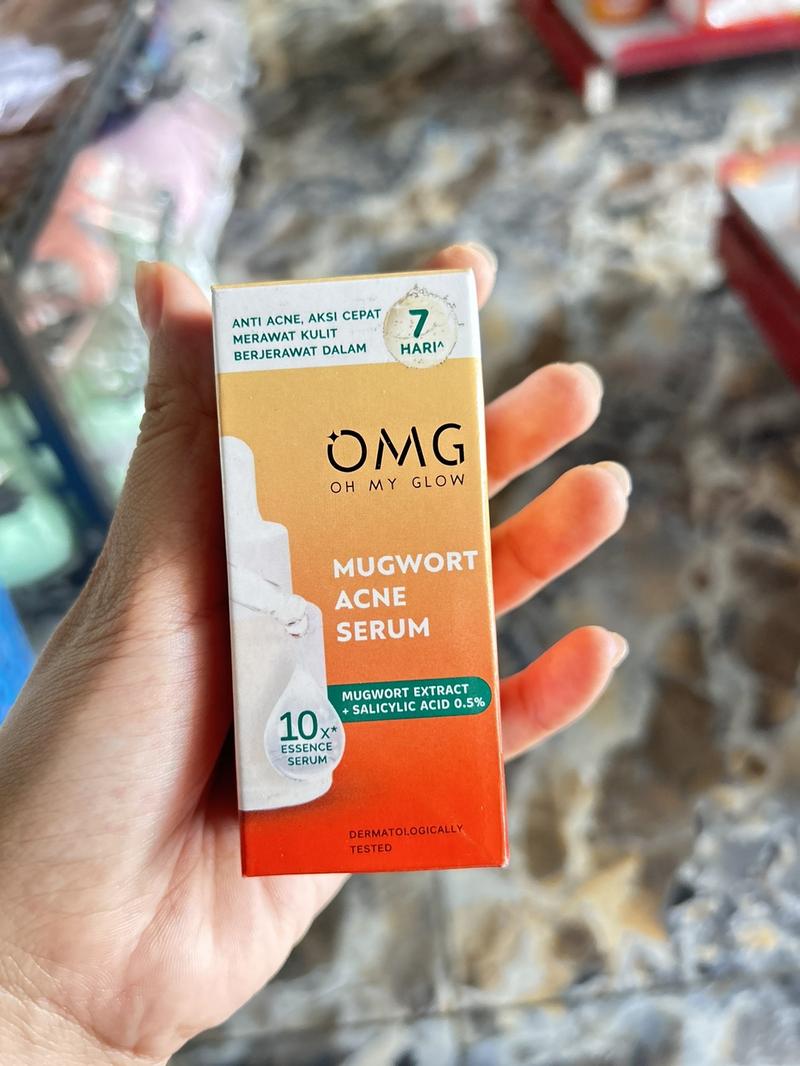 ANTI ACNE, AKSI CEPAT
MERAWAT KULIT
BERJERAWAT DALAM
7
HARI^
OMG
OH MY GLOW
MUGWORT
ACNE
SERUM
MUGWORT EXTRACT
+ SALICYLIC ACID 0.5%
10x*
ESSENCE
SERUM
DERMATOLOGICALLY
TESTED